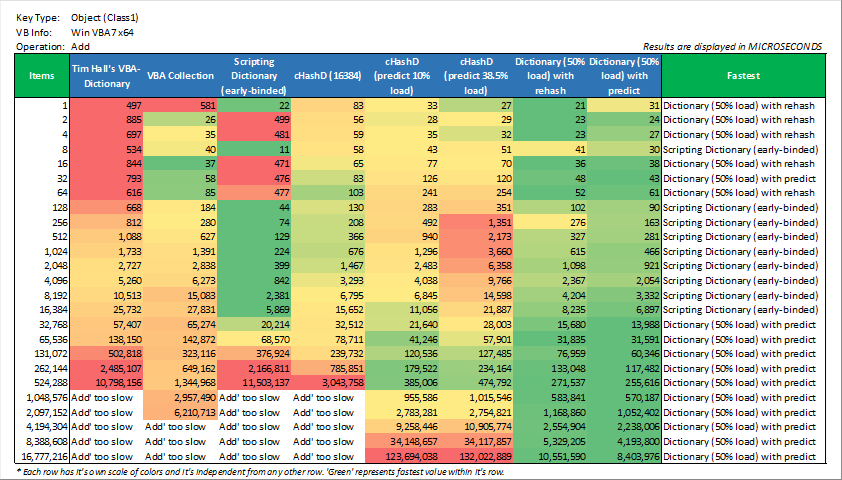 Key Type: Object (Class1)
VB Info: Win VBA7 x64
Operation: Add Results are displayed in MICROSECONDS
Items Tim Hall's VBA-Dictionary VBA Collection Scripting Dictionary (early-binded) cHashD (16384) cHashD (predict 10% load) cHashD (predict 38.5% load) Dictionary (50% load) with rehash Dictionary (50% load) with predict Fastest
1 497 581 22 83 33 27 21 31 Dictionary (50% load) with rehash
2 885 26 499 56 28 29 23 24 Dictionary (50% load) with rehash
4 697 35 481 59 35 32 23 27 Dictionary (50% load) with rehash
8 534 40 11 58 43 51 41 30 Scripting Dictionary (early-binded)
16 844 37 471 65 77 70 36 38 Dictionary (50% load) with rehash
32 793 58 476 83 126 120 48 43 Dictionary (50% load) with predict
64 616 85 477 103 241 254 52 61 Dictionary (50% load) with rehash
128 668 184 44 130 283 351 102 90 Scripting Dictionary (early-binded)
256 812 280 74 208 492 1,351 276 163 Scripting Dictionary (early-binded)
512 1,088 627 129 366 940 2,173 327 281 Scripting Dictionary (early-binded)
1,024 1,733 1,391 224 676 1,296 3,660 615 466 Scripting Dictionary (early-binded)
2,048 2,727 2,838 399 1,467 2,483 6,358 1,098 921 Scripting Dictionary (early-binded)
4,096 5,260 6,273 842 3,293 4,038 9,766 2,367 2,054 Scripting Dictionary (early-binded)
8,192 10,513 15,083 2,381 6,795 6,845 14,598 4,204 3,332 Scripting Dictionary (early-binded)
16,384 25,732 27,831 5,869 15,652 11,056 21,887 8,235 6,897 Scripting Dictionary (early-binded)
32,768 57,407 65,274 20,214 32,512 21,640 28,003 15,680 13,988 Dictionary (50% load) with predict
65,536 138,150 142,872 68,570 78,711 41,246 57,901 31,835 31,591 Dictionary (50% load) with predict
131,072 502,818 323,116 376,924 239,732 120,536 127,485 76,959 60,346 Dictionary (50% load) with predict
262,144 2,485,107 649,162 2,166,811 785,851 179,522 234,164 133,048 117,482 Dictionary (50% load) with predict
524,288 10,798,156 1,344,968 11,503,137 3,043,758 385,006 474,792 271,537 255,616 Dictionary (50% load) with predict
1,048,576 Add' too slow 2,957,490 Add' too slow Add' too slow 955,586 1,015,546 583,841 570,187 Dictionary (50% load) with predict
2,097,152 Add' too slow 6,210,713 Add' too slow Add' too slow 2,783,281 2,754,821 1,168,860 1,052,402 Dictionary (50% load) with predict
4,194,304 Add' too slow Add' too slow Add' too slow Add' too slow 9,258,446 10,905,774 2,554,904 2,238,006 Dictionary (50% load) with predict
8,388,608 Add' too slow Add' too slow Add' too slow Add' too slow 34,148,657 34,117,857 5,329,205 4,193,800 Dictionary (50% load) with predict
16,777,216 Add' too slow Add' too slow Add' too slow Add' too slow 123,694,038 132,022,889 10,551,590 8,403,976 Dictionary (50% load) with predict
* Each row has it's own scale of colors and it's independent from any other row. 'Green' represents fastest value within it's row.